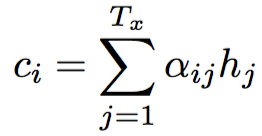 c_i = \sum_{j=1}^{T_x} \alpha_{ij} h_j